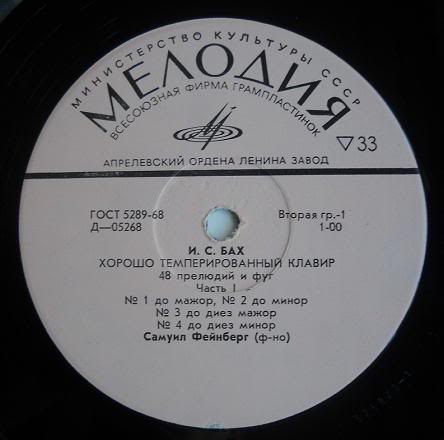 МИНИСТЕРСТВО КУЛЬТУРЫ СССР
МЕЛОДИЯ
ВСЕСОЮЗНАЯ ФИРМА ГРАМПЛАСТИНОК
▽33
АПРЕЛЕВСКИЙ ОРДЕНА ЛЕНИНА ЗАВОД
ГОСТ 5289-68 Вторая гр.-1
Д—05268 1-00
И. С. БАХ
ХОРОШО ТЕМПЕРИРОВАННЫЙ КЛАВИР
48 прелюдий и фуг
Часть I
№ 1 до мажор, № 2 до минор
№ 3 до диез мажор
№ 4 до диез минор
Самуил Фейнберг (ф-но)